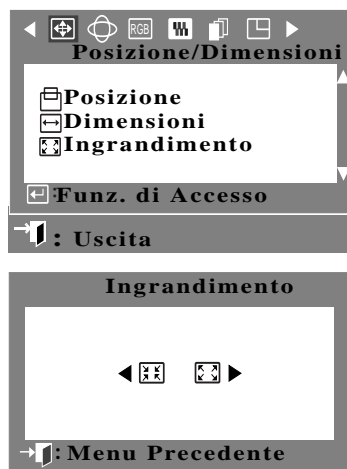 RGB
Posizione/Dimensioni
Posizione
Dimensioni
Ingrandimento
:Funz. di Accesso
: Uscita
Ingrandimento
: Menu Precedente